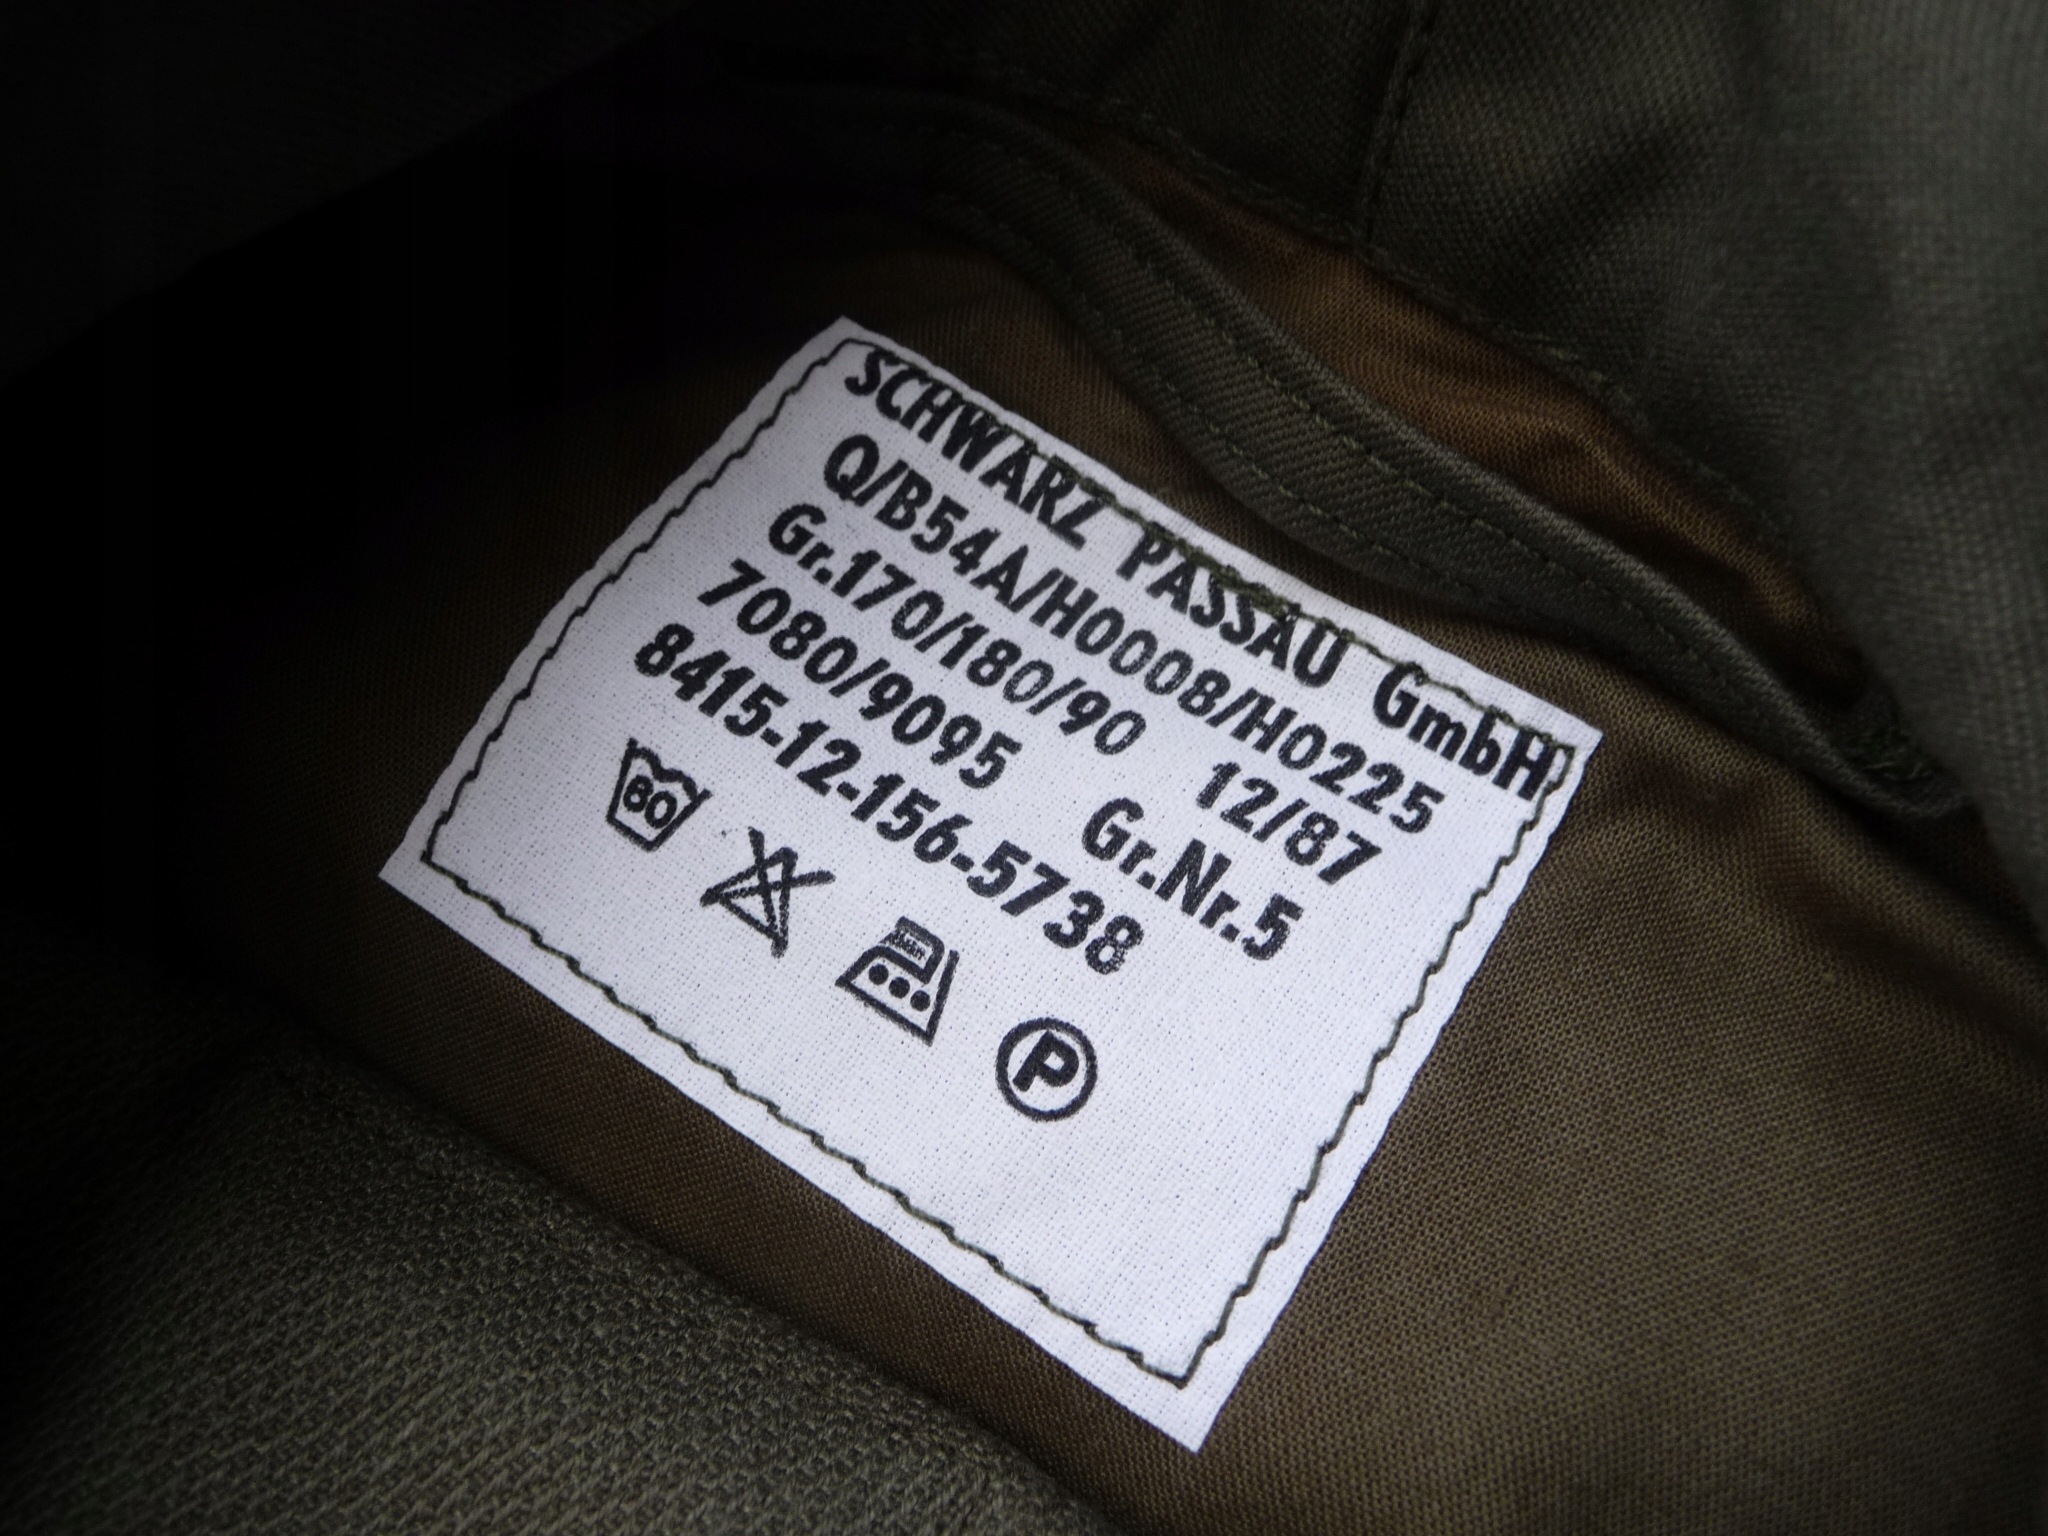 SCHWARZ PASSAU GmbH
Q/B54A/H0008/H0225
Gr.170/180/90 12/87
7080/9095 Gr.Nr.5
8415-12-156-5738
60
P